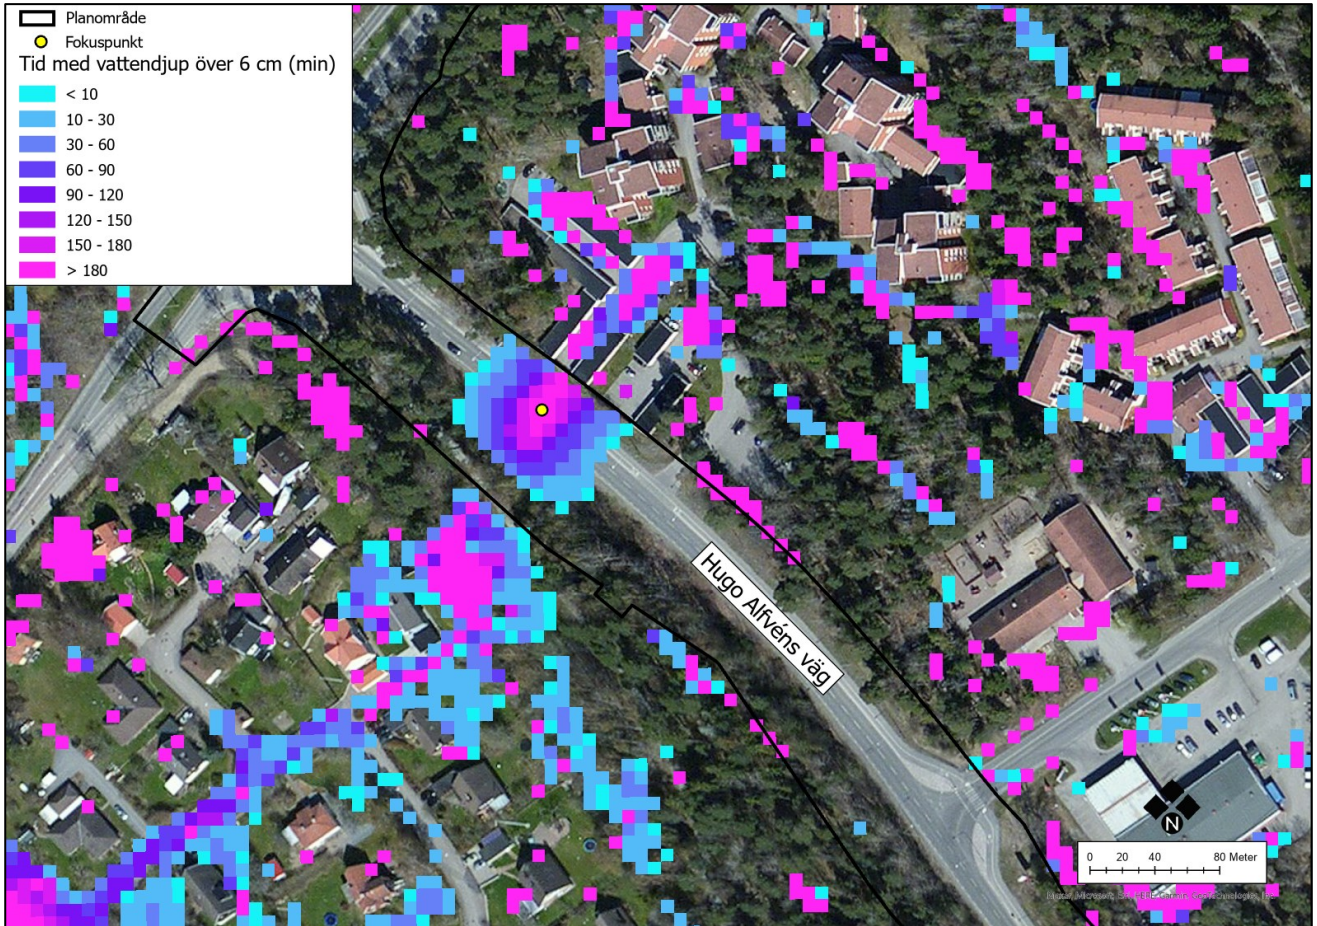 Planområde
Fokuspunkt
Tid med vattendjup över 6 cm (min)
< 10
10 - 30
30 - 60
60 - 90
90 - 120
120 - 150
150 - 180
> 180
Hugo Alfvéns väg
N
0 20 40 80 Meter
Microsoft